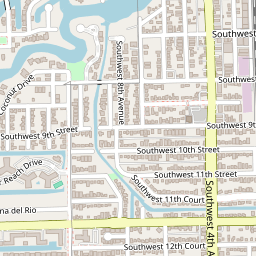 Southwest
Southwest
Southwest 8th Avenue
Coconut Drive
Southwest 9th Street
Southwest 9t
Southwest 10th Street
Reach Drive
Southwest 11th Street
Southwest 11th Court
na del Rio
Southwest 4th A
Southwest 12th Court